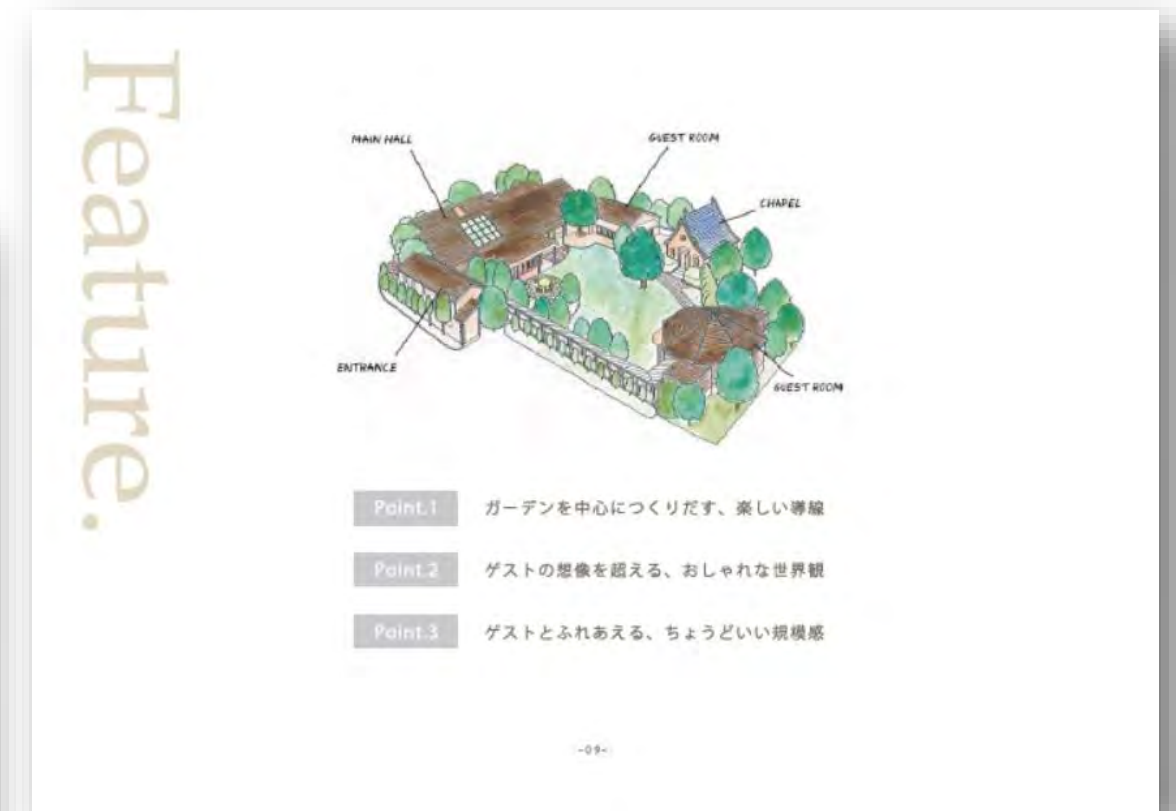 Feature.
MAIN HALL
GUEST ROOM
CHAPEL
ENTRANCE
GUEST ROOM
Point.1 ガーデンを中心につくりだす、楽しい導線
Point.2 ゲストの想像を超える、おしゃれな世界観
Point.3 ゲストとふれあえる、ちょうどいい規模感
-09-